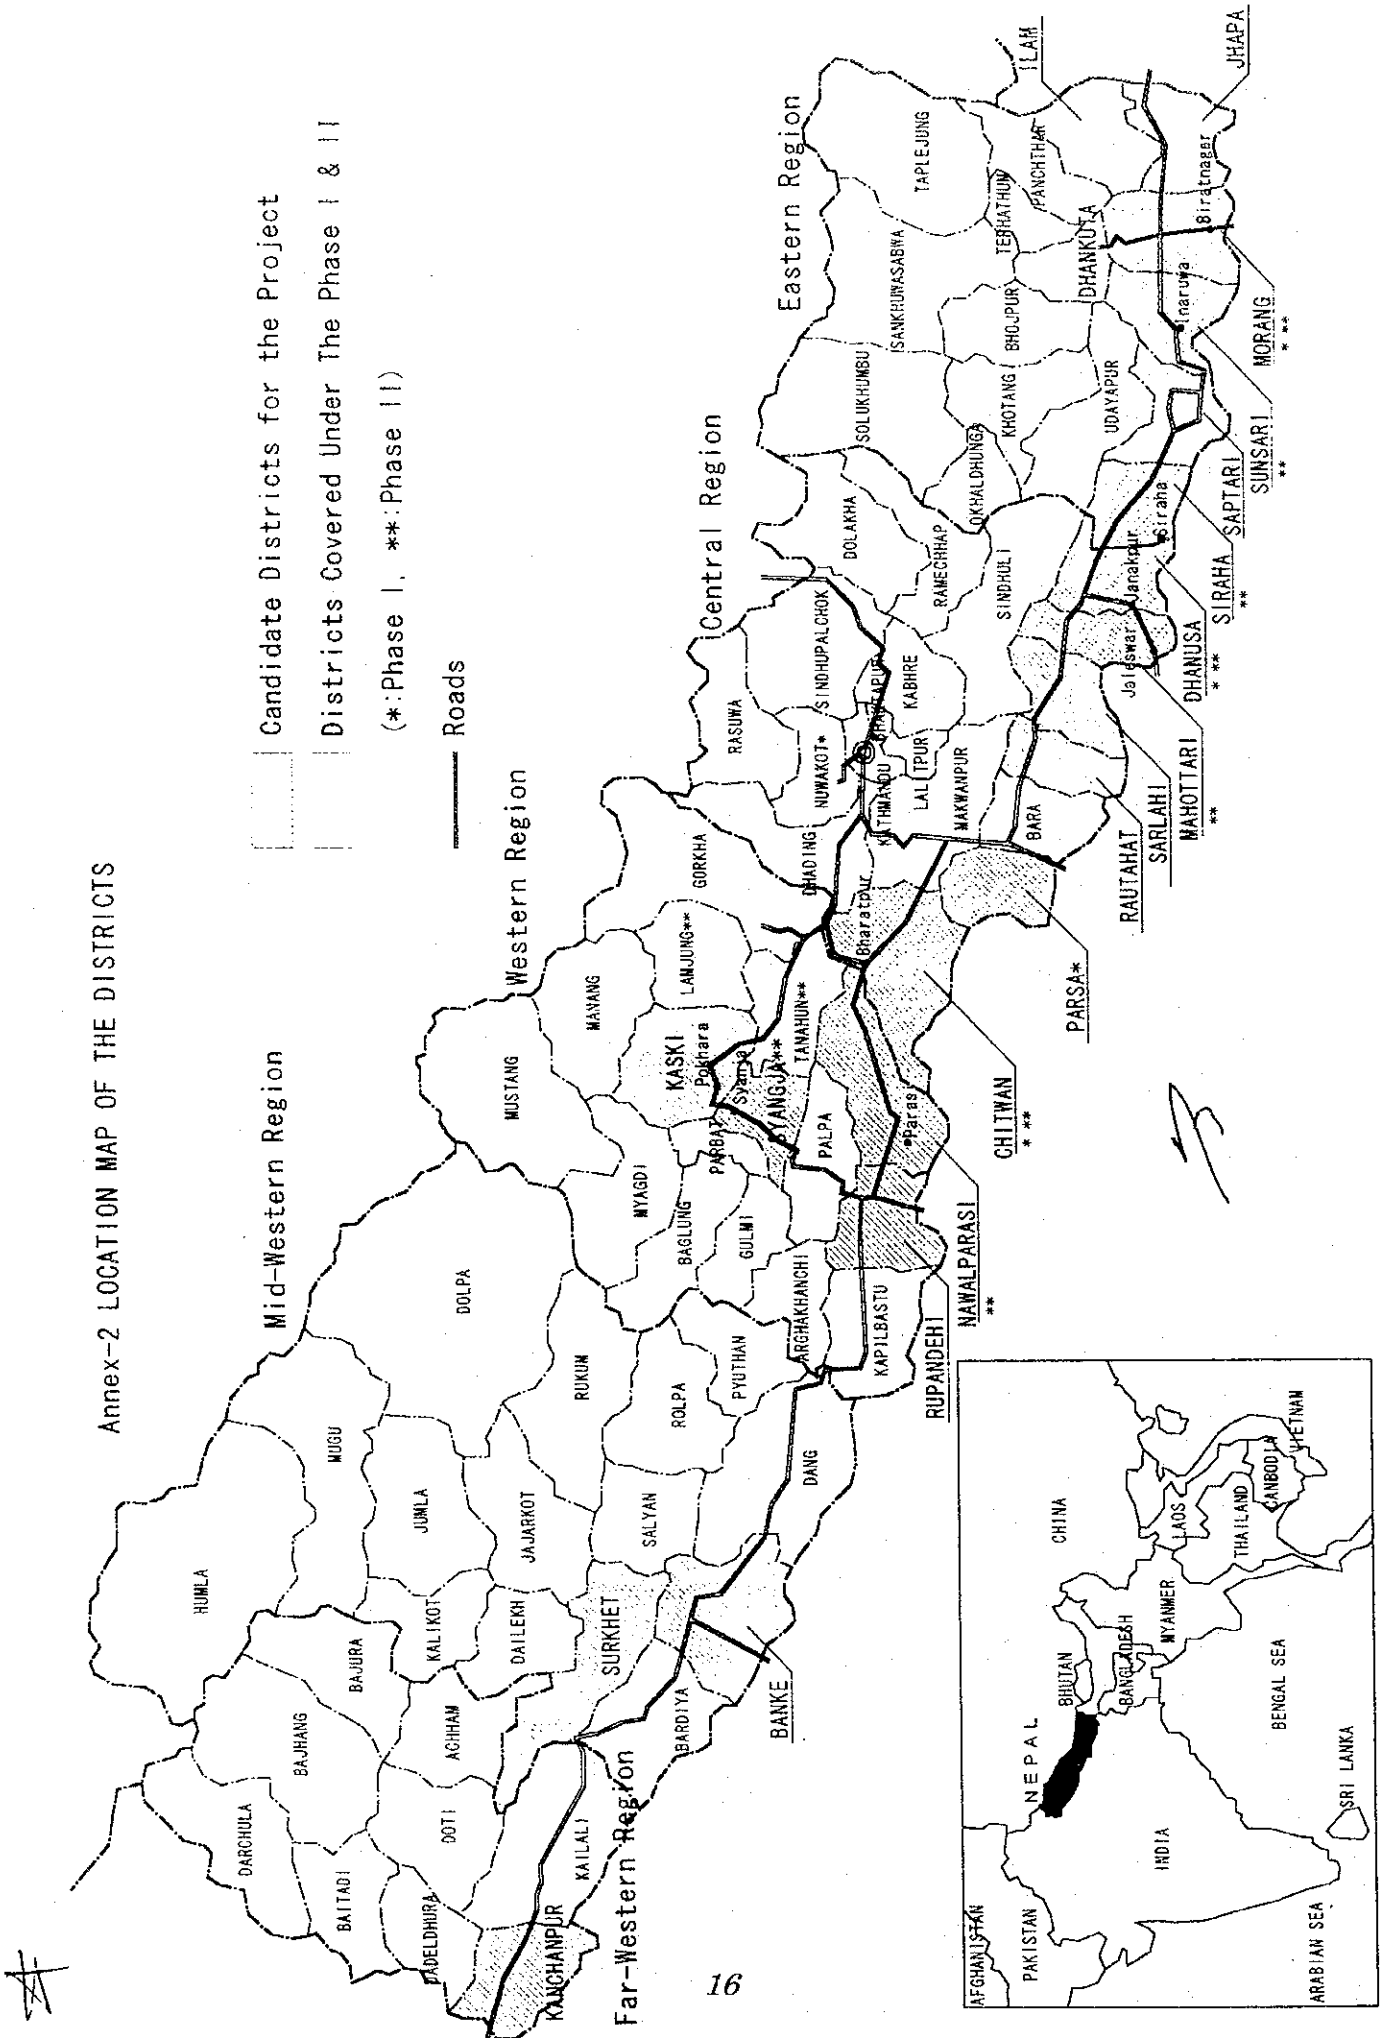 Annex-2 LOCATION MAP OF THE DISTRICTS
Candidate Districts for the Project
Districts Covered Under The Phase I & II
(*:Phase I, **:Phase II)
Roads
Far-Western Region
Mid-Western Region
Western Region
Central Region
Eastern Region
DARCHULA
BAITADI
DADELDHURA
KANCHANPUR
BAJHANG
BAJURA
DOTI
ACHHAM
KAILALI
HUMLA
MUGU
JUMLA
KALIKOT
DAILEKH
JAJARKOT
SURKHET
BARDIYA
BANKE
DOLPA
RUKUM
SALYAN
ROLPA
PYUTHAN
DANG
MUSTANG
MANANG
MYAGDI
BAGLUNG
PARBAT
GULMI
ARGHAKHANCHI
KAPILBASTU
RUPANDEHI
NAWALPARASI
**
PALPA
Paras
KASKI
Pokhara
Syanja
SYANGJA**
TANAHUN**
LAMJUNG**
GORKHA
DHADING
Bharatpur
CHITWAN
* **
PARSA*
RASUWA
NUWAKOT*
SINDHUPALCHOK
KATHMANDU
BHAKTAPUR
LALITPUR
KABHRE
MAKWANPUR
BARA
RAUTAHAT
SARLAHI
MAHOTTARI
**
DHANUSA
* **
Jaleswar
Janakpur
DOLAKHA
RAMECHHAP
SINDHULI
SIRAHA
**
Siraha
SAPTARI
SUNSARI
**
MORANG
* **
SOLUKHUMBU
OKHALDHUNGA
KHOTANG
UDAYAPUR
SANKHUWASABWA
BHOJPUR
DHANKUTA
TERHATHUN
TAPLEJUNG
PANCHTHAR
ILAM
JHAPA
Inaruwa
Biratnager
AFGHANISTAN
PAKISTAN
NEPAL
BHUTAN
CHINA
INDIA
BANGLADESH
MYANMER
LAOS
THAILAND
CANBODIA
VIETNAM
BENGAL SEA
ARABIAN SEA
SRI LANKA
16